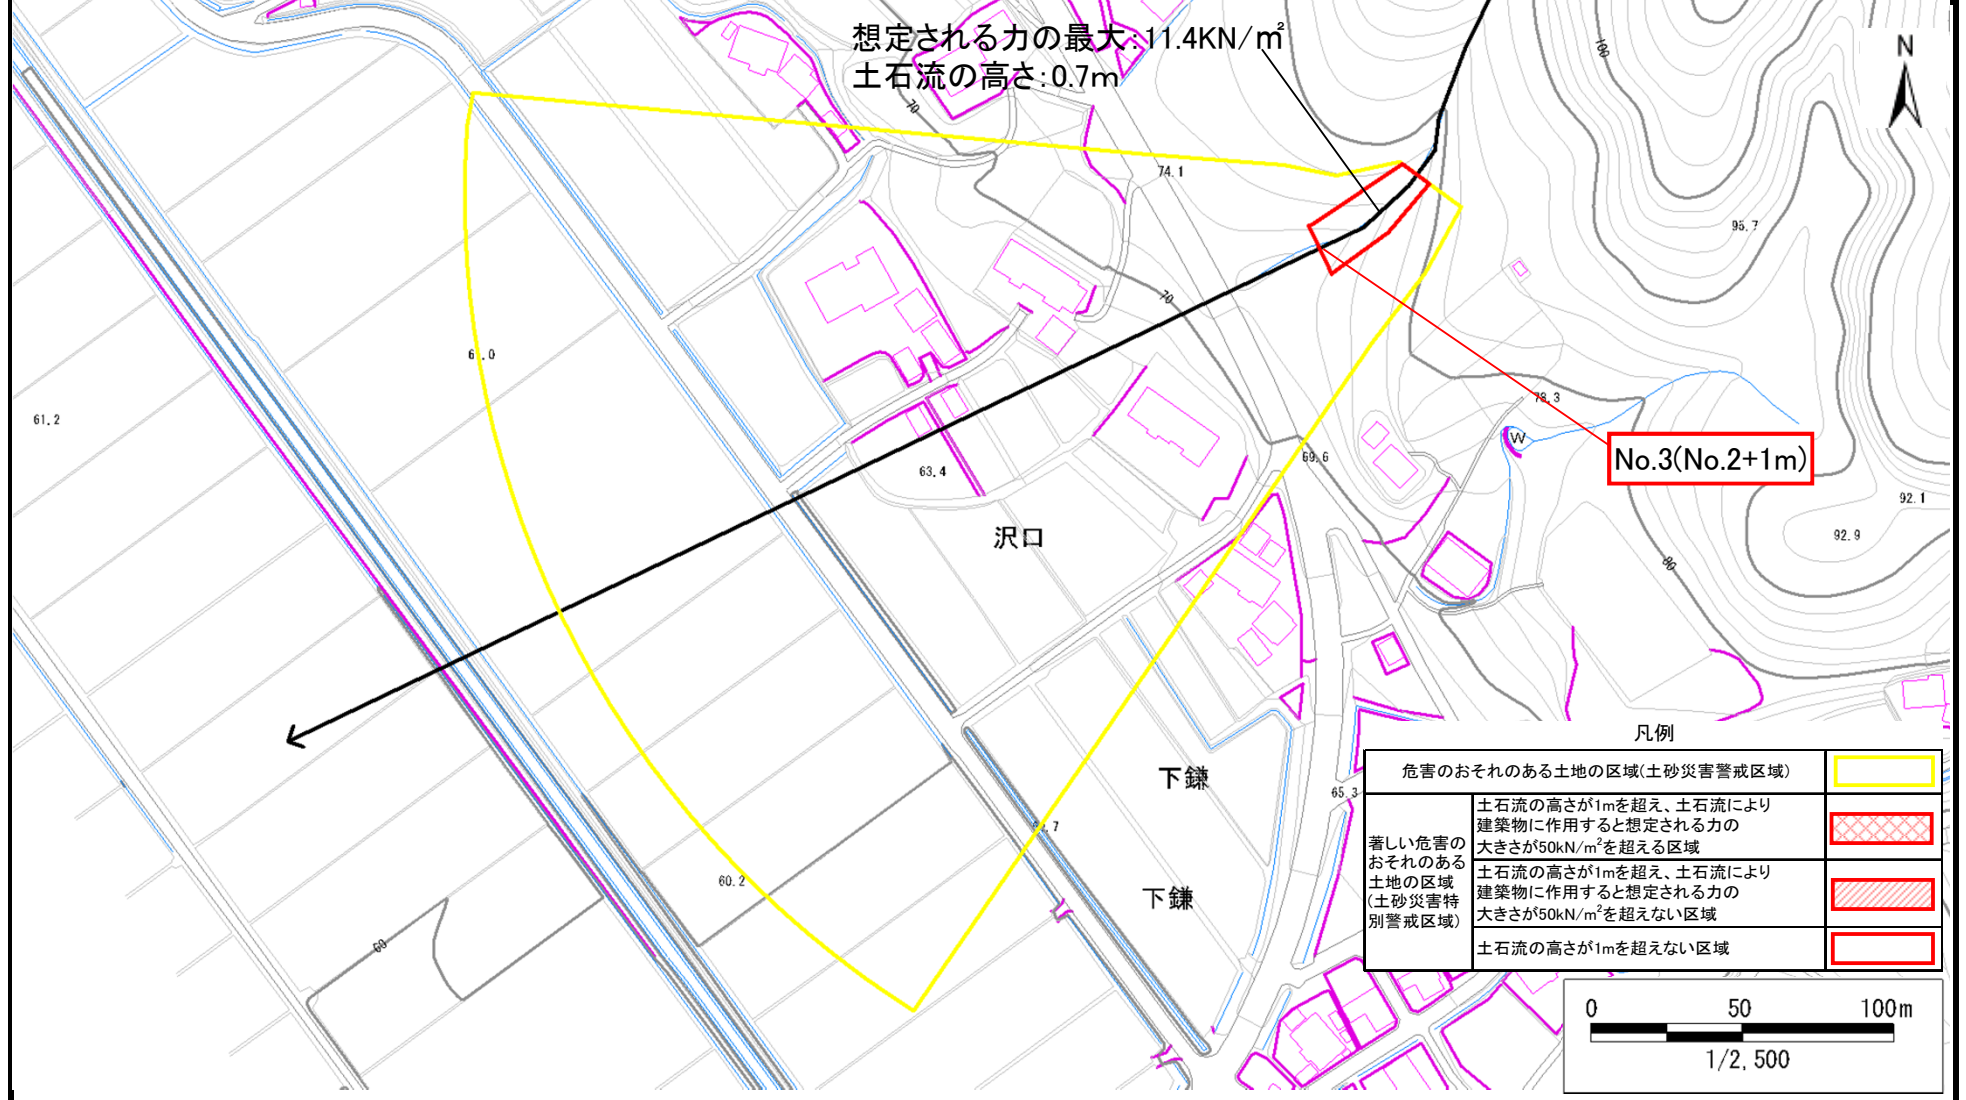 想定される力の最大:11.4KN/㎡
土石流の高さ:0.7m
N
100
70
74.1
95.7
70
61.2
78.3
W
63.4
69.6
No.3(No.2+1m)
92.1
沢口
92.9
80
下鎌
65.3
60.2
下鎌
60
凡例
危害のおそれのある土地の区域(土砂災害警戒区域)
著しい危害の
おそれのある
土地の区域
(土砂災害特
別警戒区域)
土石流の高さが1mを超え、土石流により
建築物に作用すると想定される力の
大きさが50kN/m²を超える区域
土石流の高さが1mを超え、土石流により
建築物に作用すると想定される力の
大きさが50kN/m²を超えない区域
土石流の高さが1mを超えない区域
0 50 100m
1/2,500